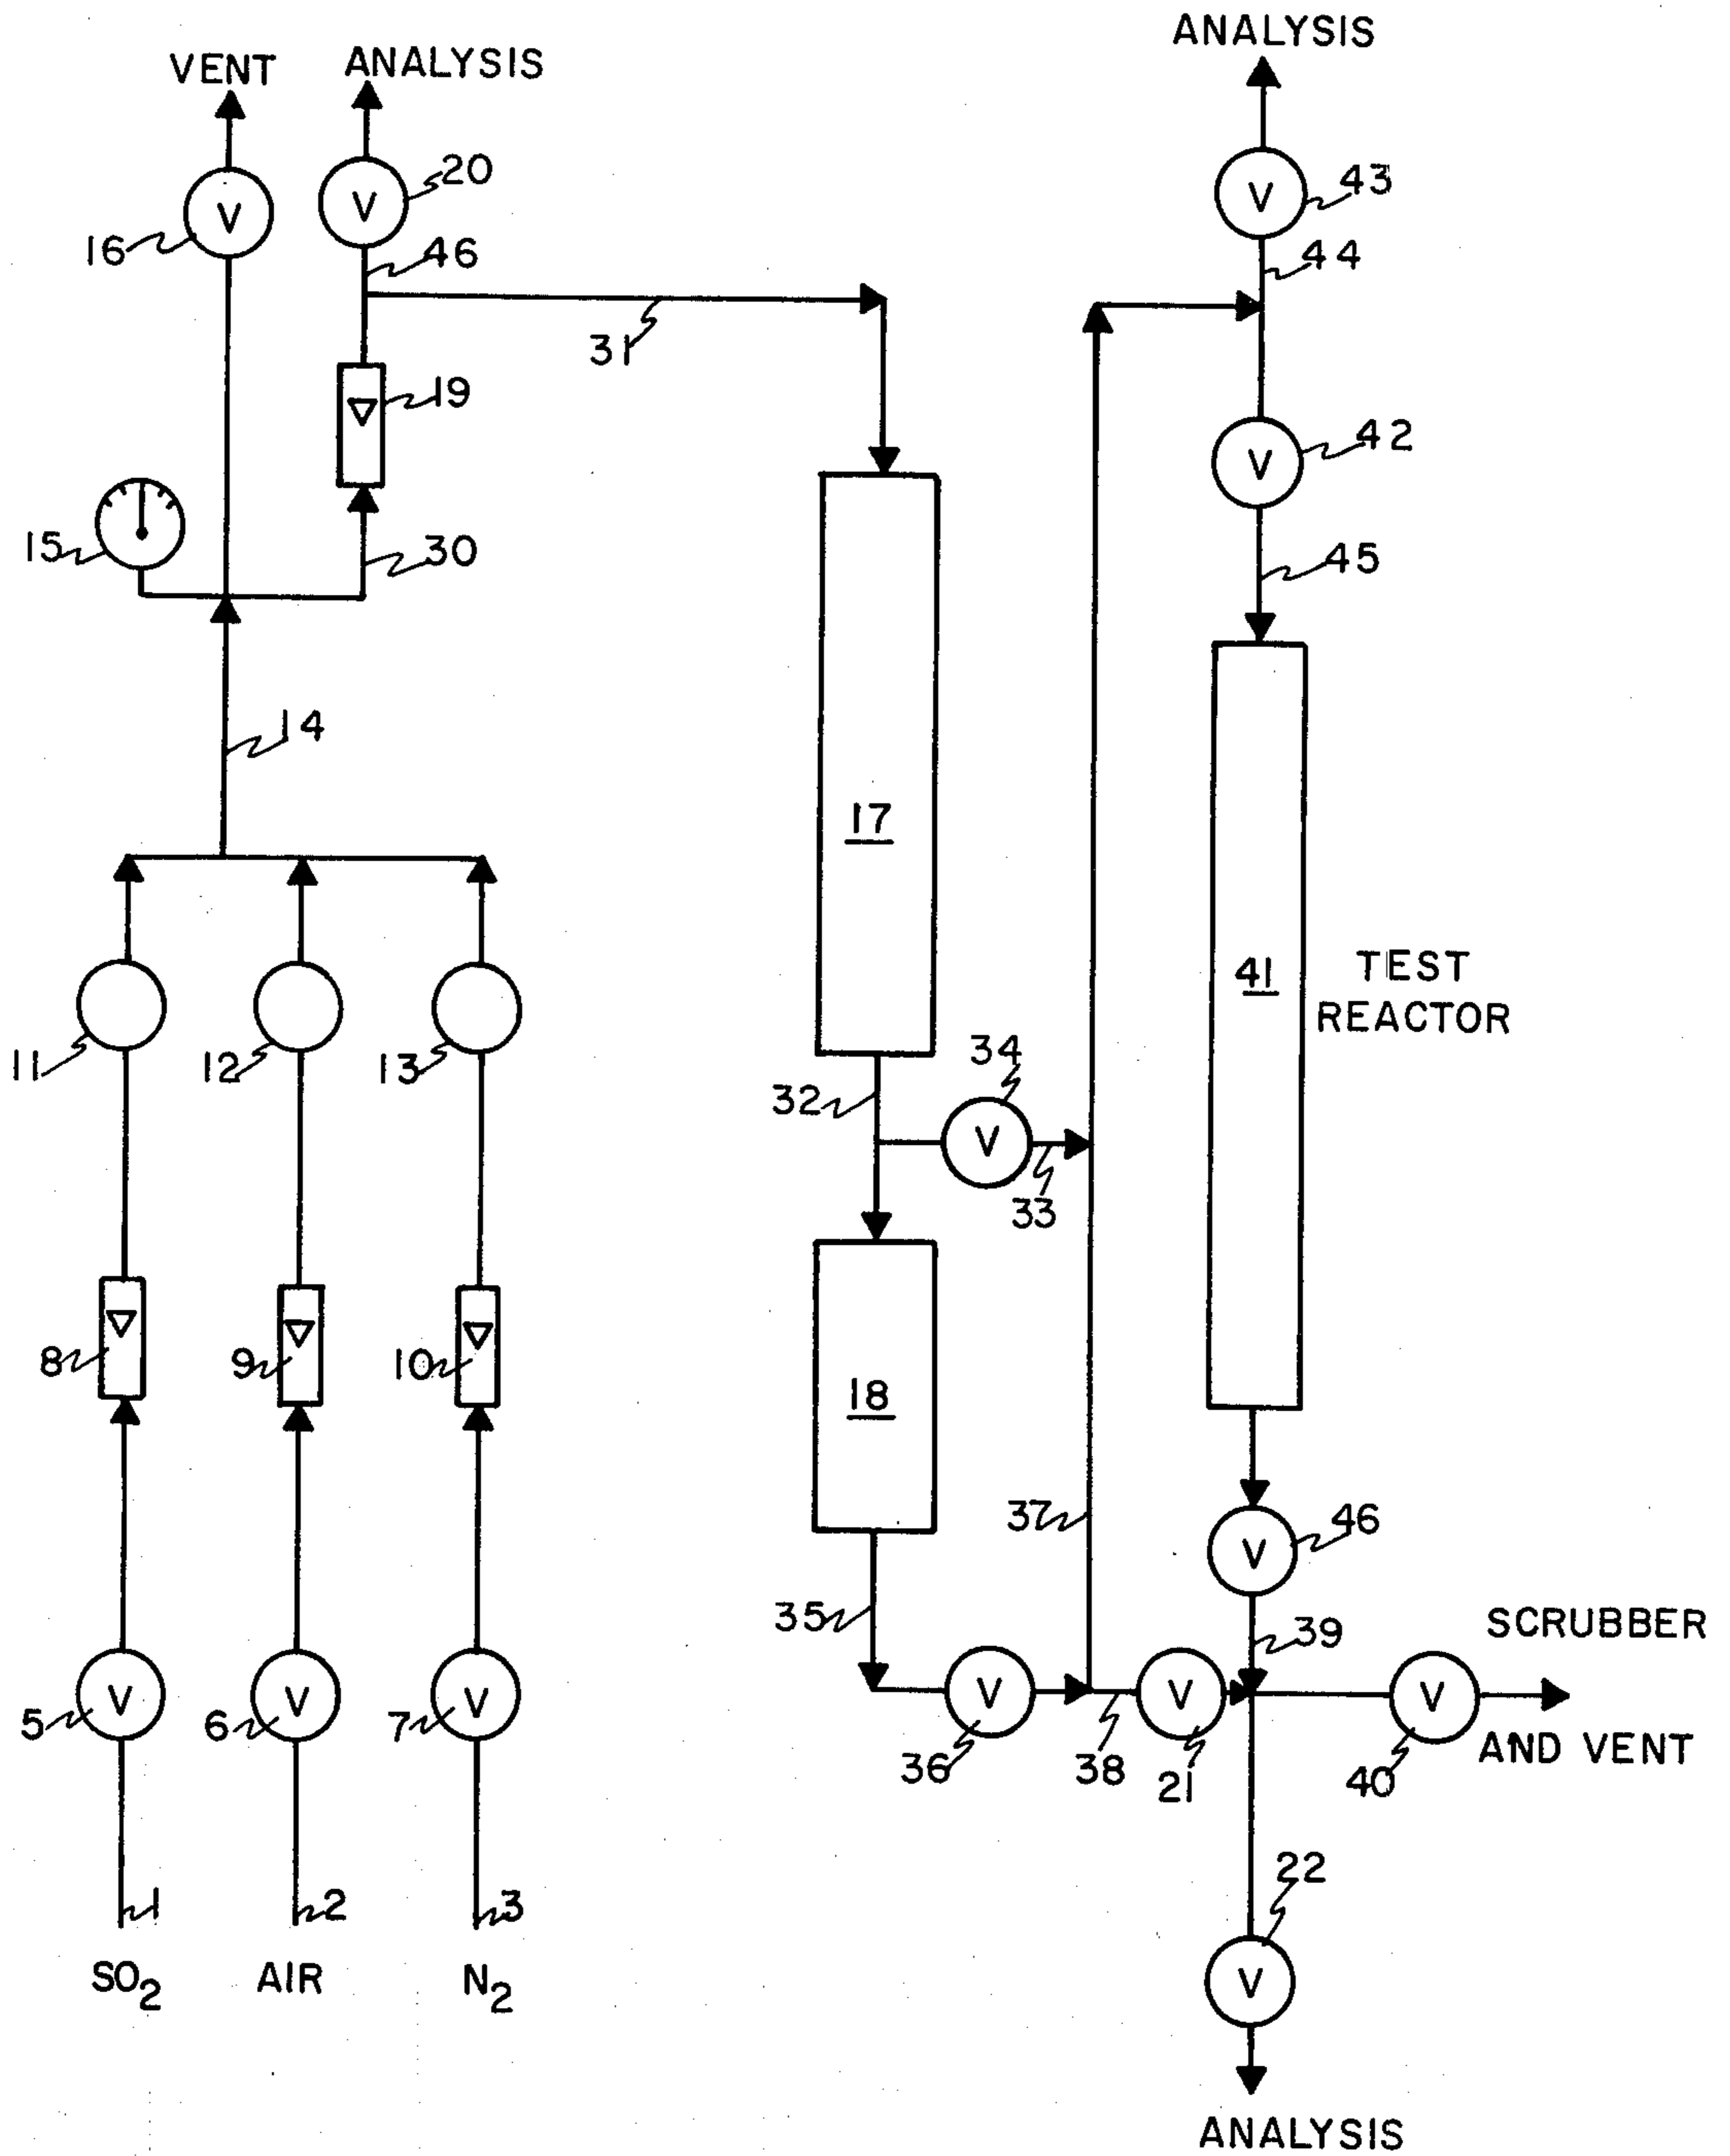 ANALYSIS
VENT
ANALYSIS
V
20
V
43
V
16
46
44
31
19
V
42
15
30
45
14
17
41
TEST
REACTOR
11
12
13
34
32
V
33
8
9
10
18
37
V
46
35
39
SCRUBBER
V
5
V
6
V
7
V
36
38
V
21
V
40
AND VENT
22
1
2
3
V
SO2
AIR
N2
ANALYSIS